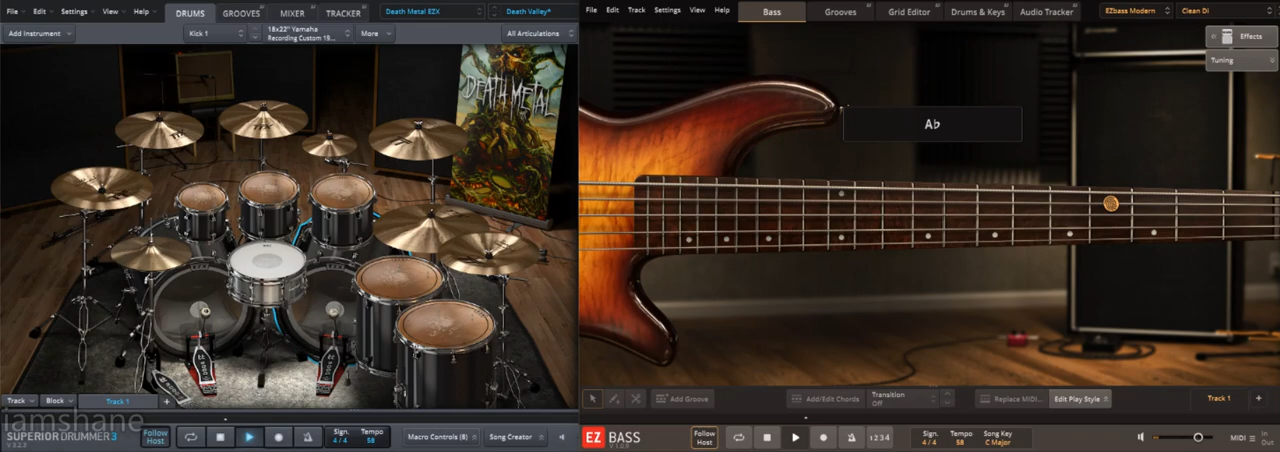 File Edit Settings View Help DRUMS GROOVES MIXER TRACKER Death Metal EZX Death Valley*
Add Instrument Kick 1 18x22" Yamaha More All Articulations
Recording Custom 19...
DEATH METAL
Track Block Track 1 +
iamshane
SUPERIOR DRUMMER 3 Follow Host Sign. 4/4 Tempo 58 Macro Controls (8) Song Creator
File Edit Track Settings View Help Bass Grooves Grid Editor Drums & Keys Audio Tracker EZbass Modern Clean DI
Effects
Tuning
Ab
Add Groove Add/Edit Chords Transition Off Replace MIDI... Edit Play Style Track 1 +
EZ BASS Follow Host 1234 Sign. 4/4 Tempo 58 Song Key C Major MIDI In Out